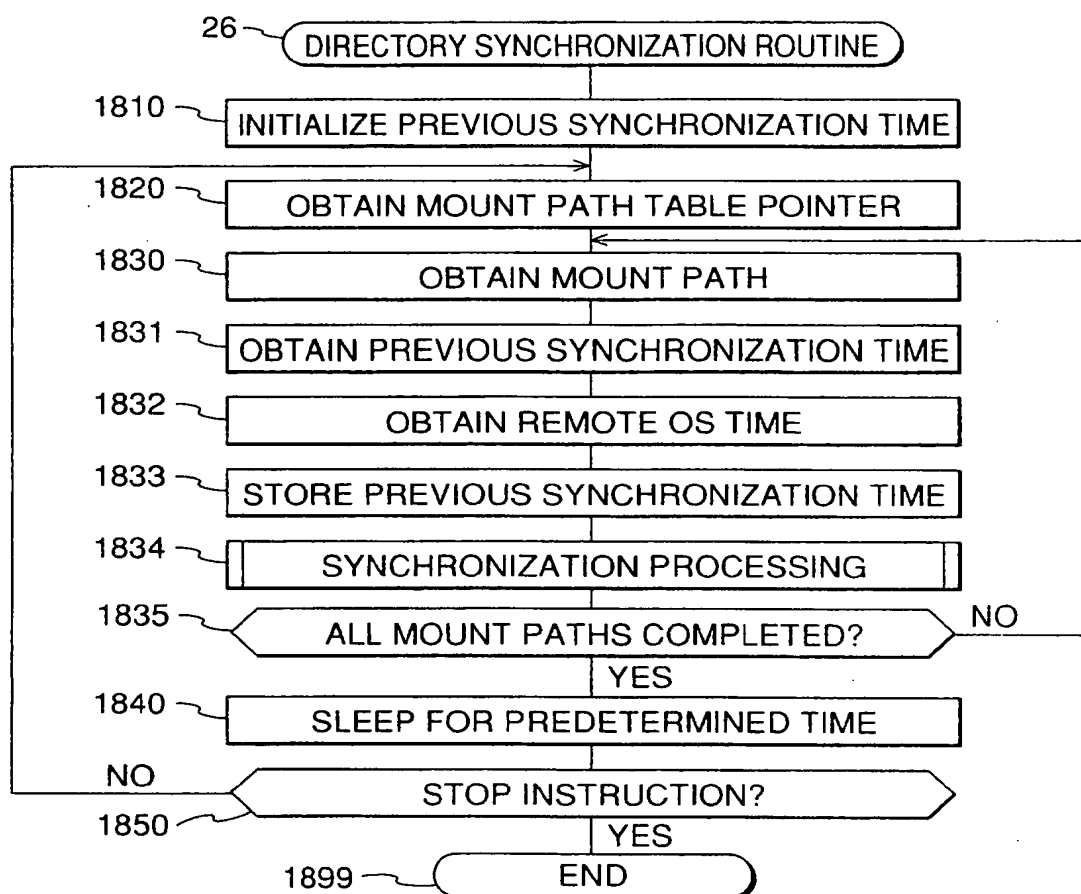 26
DIRECTORY SYNCHRONIZATION ROUTINE
1810
INITIALIZE PREVIOUS SYNCHRONIZATION TIME
1820
OBTAIN MOUNT PATH TABLE POINTER
1830
OBTAIN MOUNT PATH
1831
OBTAIN PREVIOUS SYNCHRONIZATION TIME
1832
OBTAIN REMOTE OS TIME
1833
STORE PREVIOUS SYNCHRONIZATION TIME
1834
SYNCHRONIZATION PROCESSING
1835
ALL MOUNT PATHS COMPLETED?
NO
YES
1840
SLEEP FOR PREDETERMINED TIME
NO
STOP INSTRUCTION?
1850
YES
1899
END